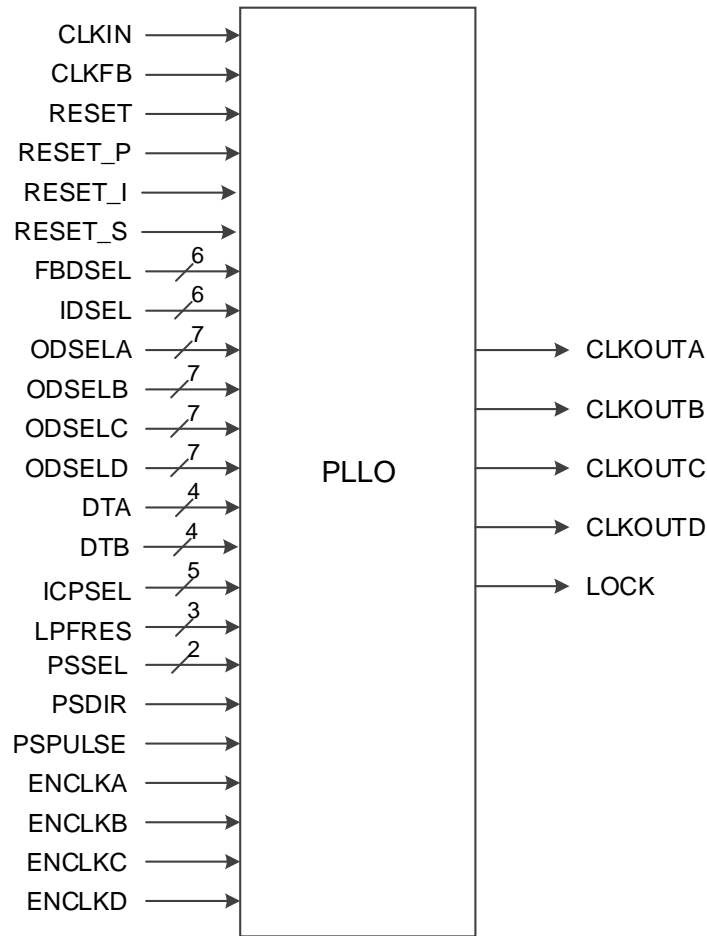 CLKIN
CLKFB
RESET
RESET_P
RESET_I
RESET_S
FBDSEL 6
IDSEL 6
ODSELA 7
ODSELB 7
ODSELC 7
ODSELD 7
DTA 4
DTB 4
ICPSEL 5
LPFRES 3
PSSEL 2
PSDIR
PSPULSE
ENCLKA
ENCLKB
ENCLKC
ENCLKD
PLLO
CLKOUTA
CLKOUTB
CLKOUTC
CLKOUTD
LOCK